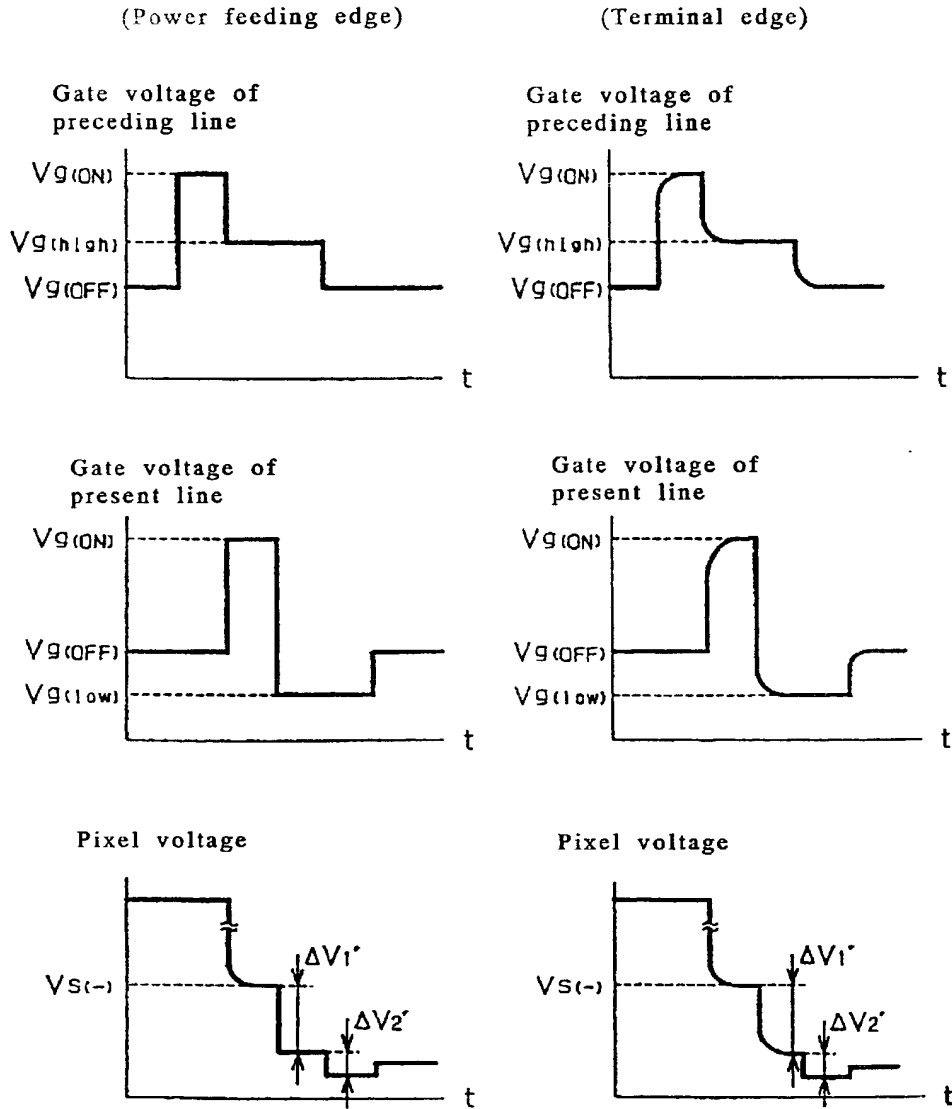 (Power feeding edge)
(Terminal edge)
Gate voltage of
preceding line
Vg(ON)
Vg(high)
Vg(OFF)
t
Gate voltage of
preceding line
Vg(ON)
Vg(high)
Vg(OFF)
t
Gate voltage of
present line
Vg(ON)
Vg(OFF)
Vg(low)
t
Gate voltage of
present line
Vg(ON)
Vg(OFF)
Vg(low)
t
Pixel voltage
Vs(-)
ΔV1'
ΔV2'
t
Pixel voltage
Vs(-)
ΔV1'
ΔV2'
t